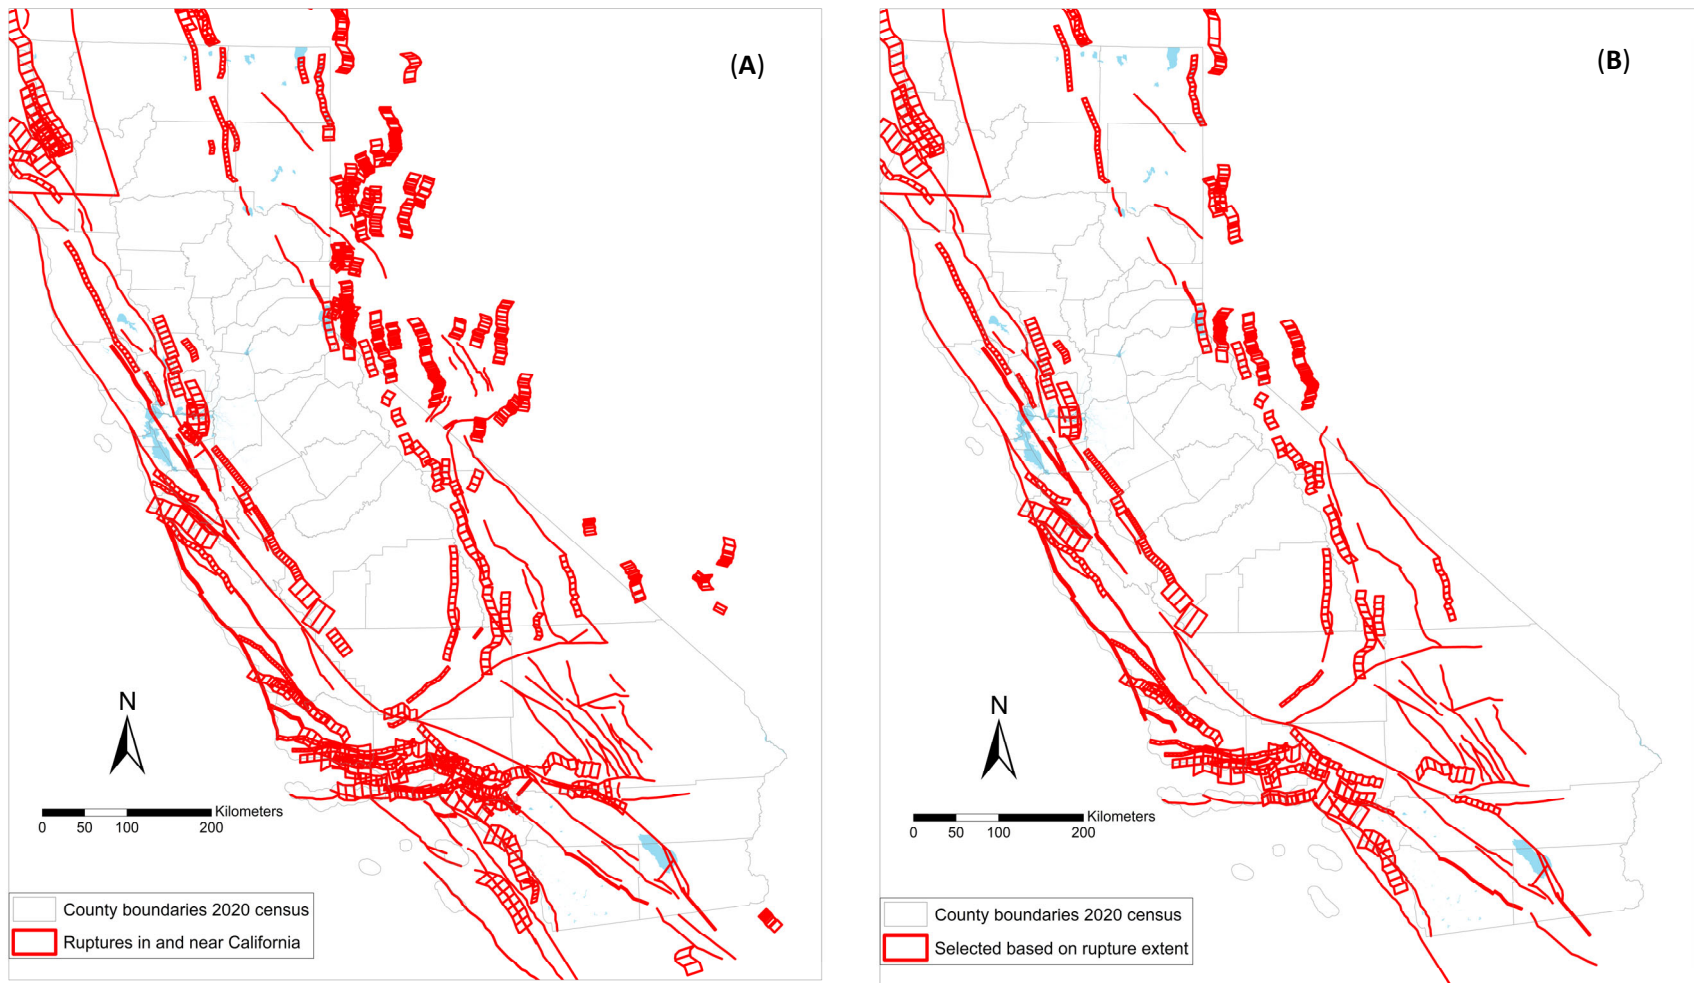 (A)
N
Kilometers
0 50 100 200
County boundaries 2020 census
Ruptures in and near California
(B)
N
Kilometers
0 50 100 200
County boundaries 2020 census
Selected based on rupture extent